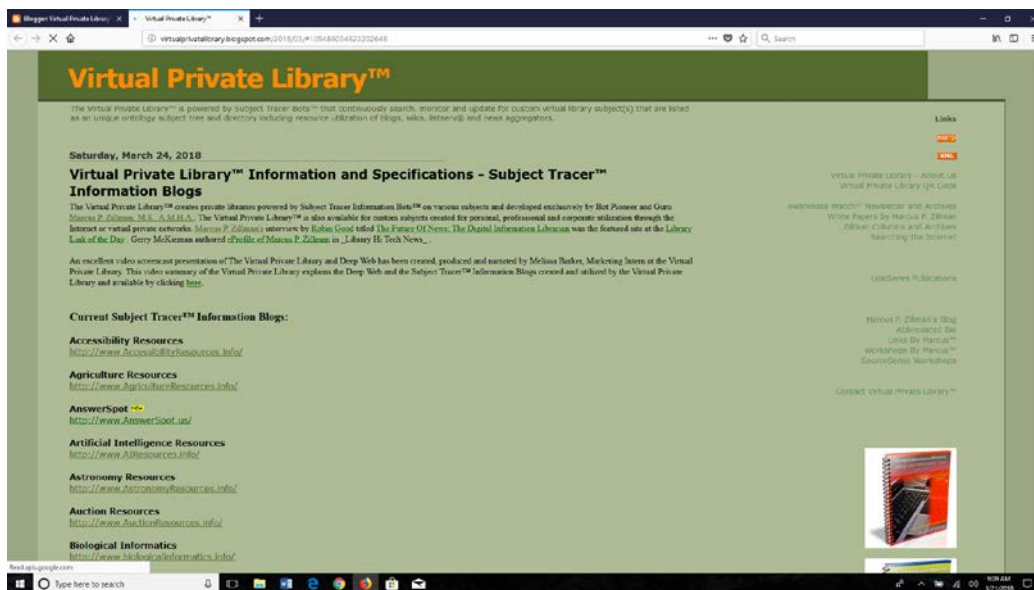 Blogger: Virtual Private Library
Virtual Private Library™
virtualprivatelibrary.blogspot.com/2018/03/#105486034623202646
Search
Virtual Private Library™
The Virtual Private Library™ is powered by Subject Tracer Bots™ that continuously search, monitor and update for custom virtual library subject(s) that are listed
as an unique ontology subject tree and directory including resource utilization of blogs, wikis, listserv® and news aggregators.
Links
XML
Virtual Private Library - About Us
Virtual Private Library QR Code
Awareness Watch™ Newsletter and Archives
White Papers by Marcus P. Zillman
Zillman Columns and Archives
Searching the Internet
LinkSeries Publications
Marcus P. Zillman's Blog
Links By Marcus™
Workshops By Marcus™
SourceSeries Workshops
Contact Virtual Private Library™
Saturday, March 24, 2018
Virtual Private Library™ Information and Specifications - Subject Tracer™
Information Blogs
The Virtual Private Library™ creates private libraries powered by Subject Tracer Information Bots™ on various subjects and developed exclusively by Bot Pioneer and Guru
Marcus P. Zillman, M.S., A.M.H.A.. The Virtual Private Library™ is also available for custom subjects created for personal, professional and corporate utilization through the
Internet or virtual private networks. Marcus P. Zillman's interview by Robin Good titled The Future Of News: The Digital Information Librarian was the featured site at the Library
Link of the Day . Gerry McKiernan authored eProfile of Marcus P. Zillman in _Library Hi Tech News_ .
An excellent video screencast presentation of The Virtual Private Library and Deep Web has been created, produced and narrated by Melissa Barker, Marketing Intern at the Virtual
Private Library. This video summary of the Virtual Private Library explains the Deep Web and the Subject Tracer™ Information Blogs created and utilized by the Virtual Private
Library and available by clicking here.
Current Subject Tracer™ Information Blogs:
Accessibility Resources
http://www.AccessibilityResources.info/
Agriculture Resources
http://www.AgricultureResources.info/
AnswerSpot
http://www.AnswerSpot.us/
Artificial Intelligence Resources
http://www.AIResources.info/
Astronomy Resources
http://www.AstronomyResources.info/
Auction Resources
http://www.AuctionResources.info/
Biological Informatics
http://www.biologicalinformatics.info/
Read apis.google.com
Type here to search
9:09 AM